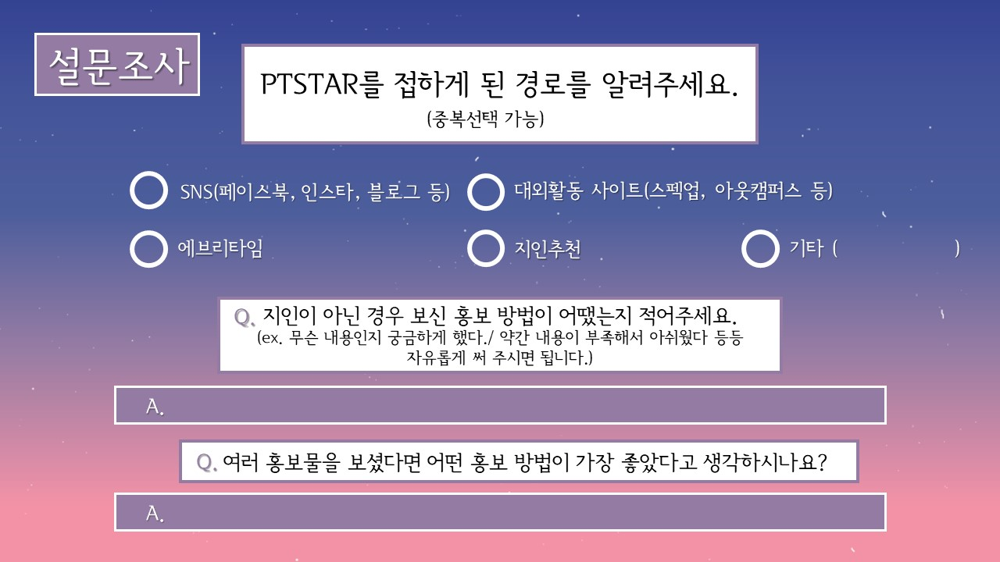 설문조사
PTSTAR를 접하게 된 경로를 알려주세요.
(중복선택 가능)
SNS(페이스북, 인스타, 블로그 등)
대외활동 사이트(스펙업, 아웃캠퍼스 등)
에브리타임
지인추천
기타 ( )
Q. 지인이 아닌 경우 보신 홍보 방법이 어땠는지 적어주세요.
(ex. 무슨 내용인지 궁금하게 했다./ 약간 내용이 부족해서 아쉬웠다 등등
자유롭게 써 주시면 됩니다.)
A.
Q. 여러 홍보물을 보셨다면 어떤 홍보 방법이 가장 좋았다고 생각하시나요?
A.